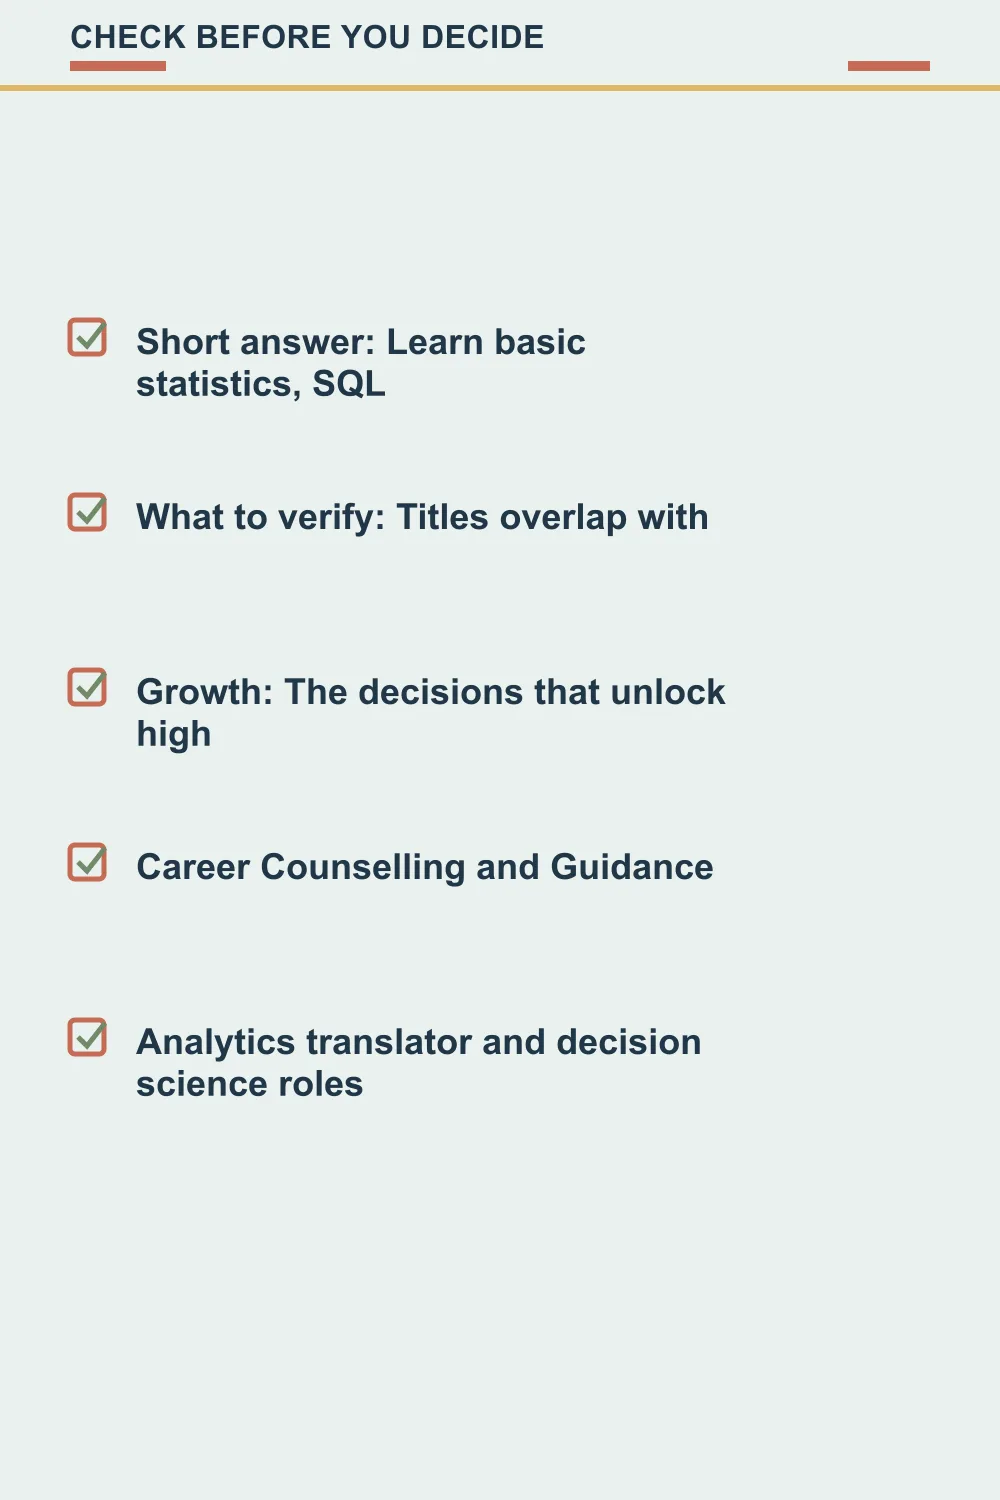 CHECK BEFORE YOU DECIDE
Short answer: Learn basic
statistics, SQL
What to verify: Titles overlap with
Growth: The decisions that unlock
high
Career Counselling and Guidance
Analytics translator and decision
science roles